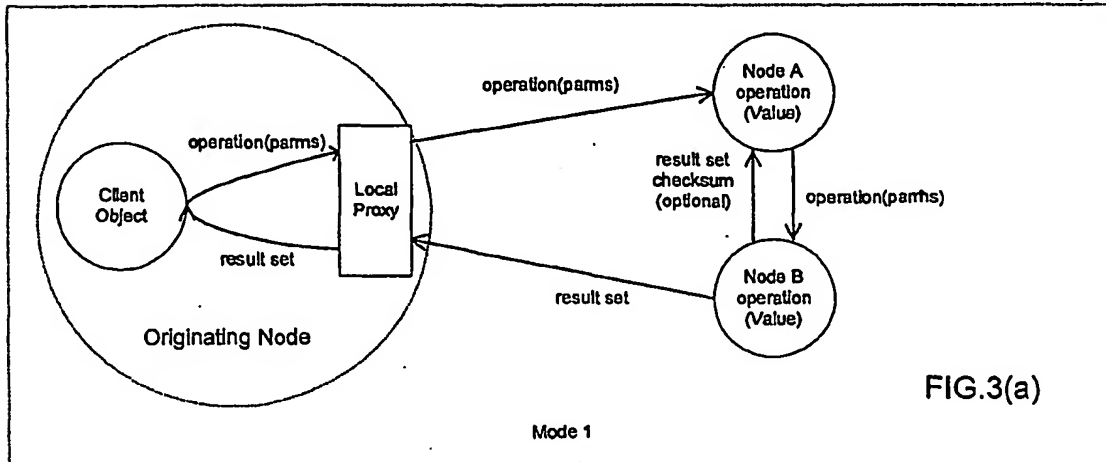 operation(parms)
Node A
operation
(Value)
operation(parms)
Client
Object
Local
Proxy
result set
checksum
(optional)
operation(parms)
result set
result set
Node B
operation
(Value)
Originating Node
FIG.3(a)
Mode 1